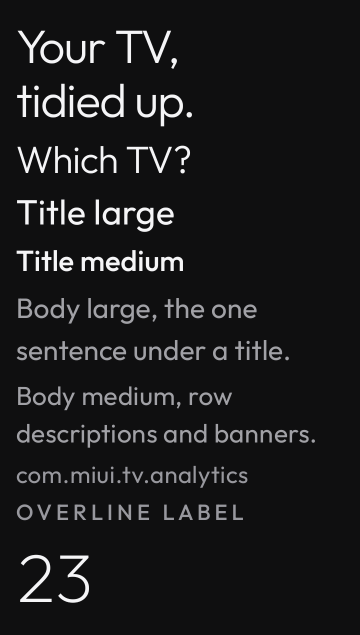 Your TV,
tidied up.
Which TV?
Title large
Title medium
Body large, the one
sentence under a title.
Body medium, row
descriptions and banners.
com.miui.tv.analytics
OVERLINE LABEL
23